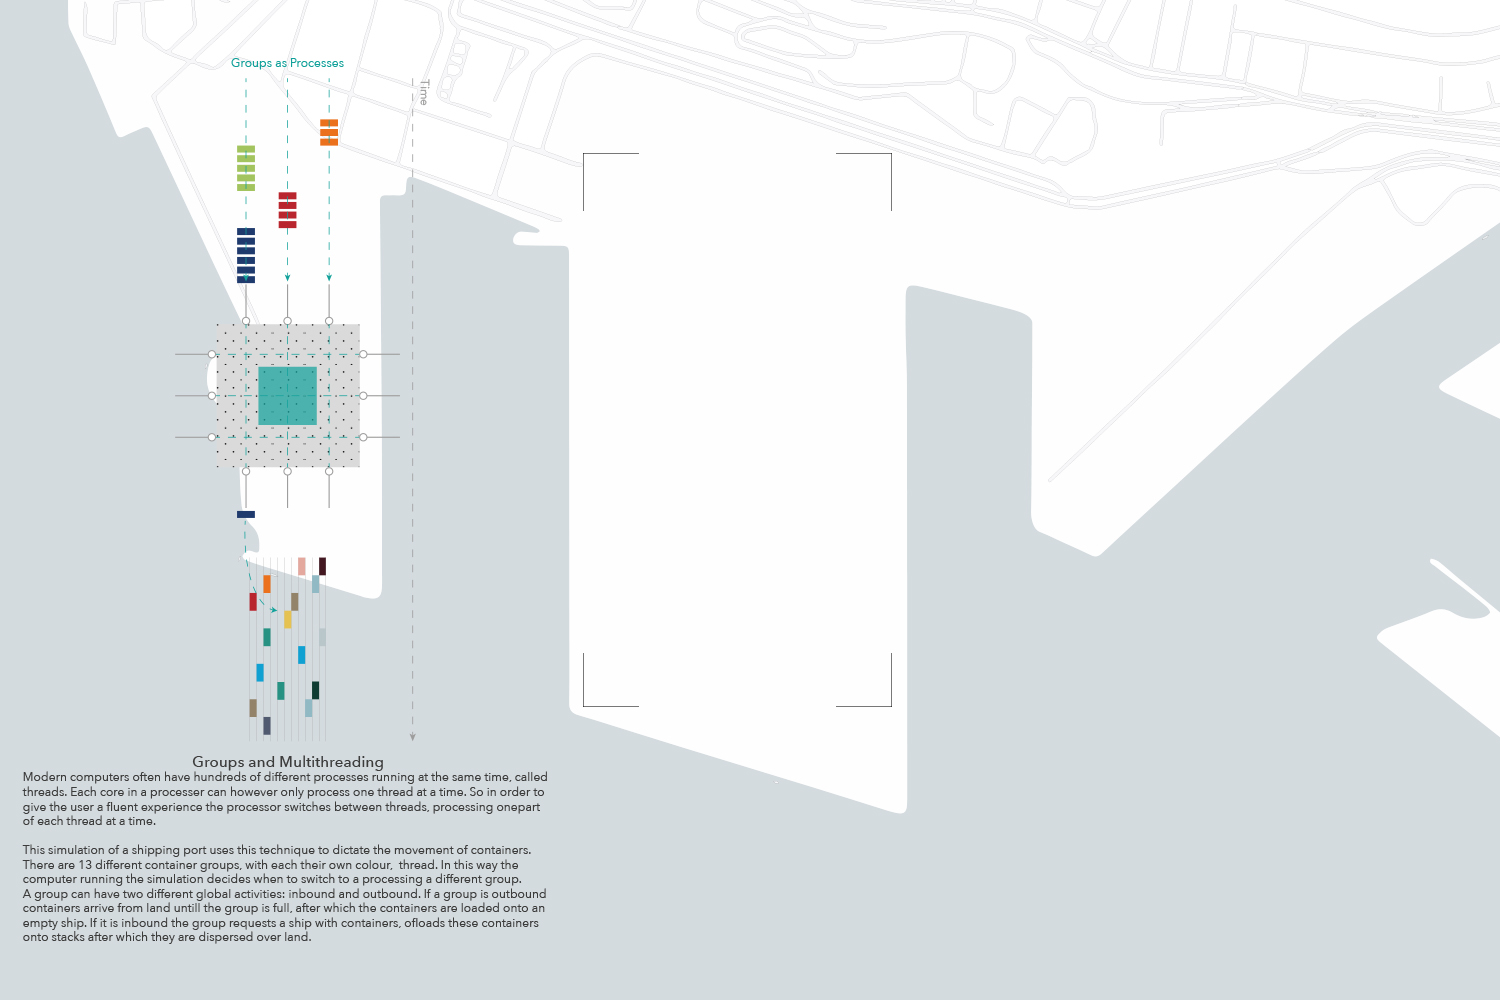 Groups as Processes
Time
Groups and Multithreading
Modern computers often have hundreds of different processes running at the same time, called
threads. Each core in a processer can however only process one thread at a time. So in order to
give the user a fluent experience the processor switches between threads, processing onepart
of each thread at a time.
This simulation of a shipping port uses this technique to dictate the movement of containers.
There are 13 different container groups, with each their own colour,  thread. In this way the
computer running the simulation decides when to switch to a processing a different group.
A group can have two different global activities: inbound and outbound. If a group is outbound
containers arrive from land untill the group is full, after which the containers are loaded onto an
empty ship. If it is inbound the group requests a ship with containers, ofloads these containers
onto stacks after which they are dispersed over land.